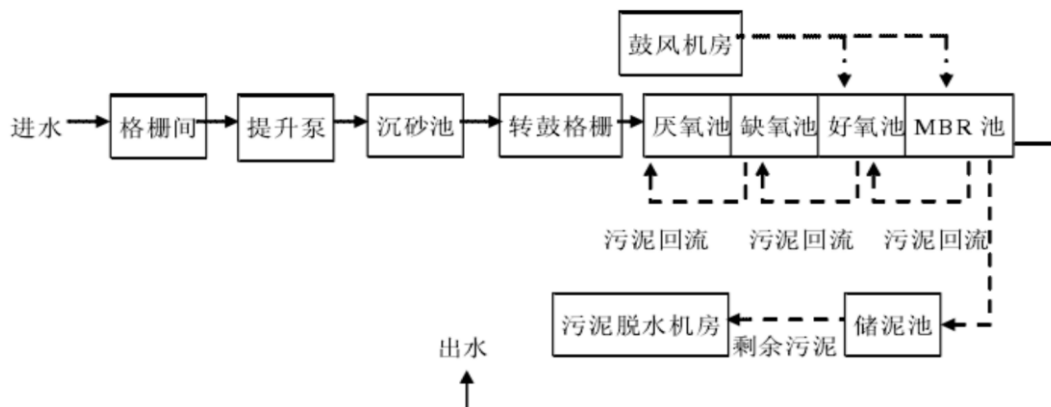 鼓风机房
进水
格栅间
提升泵
沉砂池
转鼓格栅
厌氧池
缺氧池
好氧池
MBR 池
污泥回流
污泥回流
污泥回流
污泥脱水机房
储泥池
剩余污泥
出水